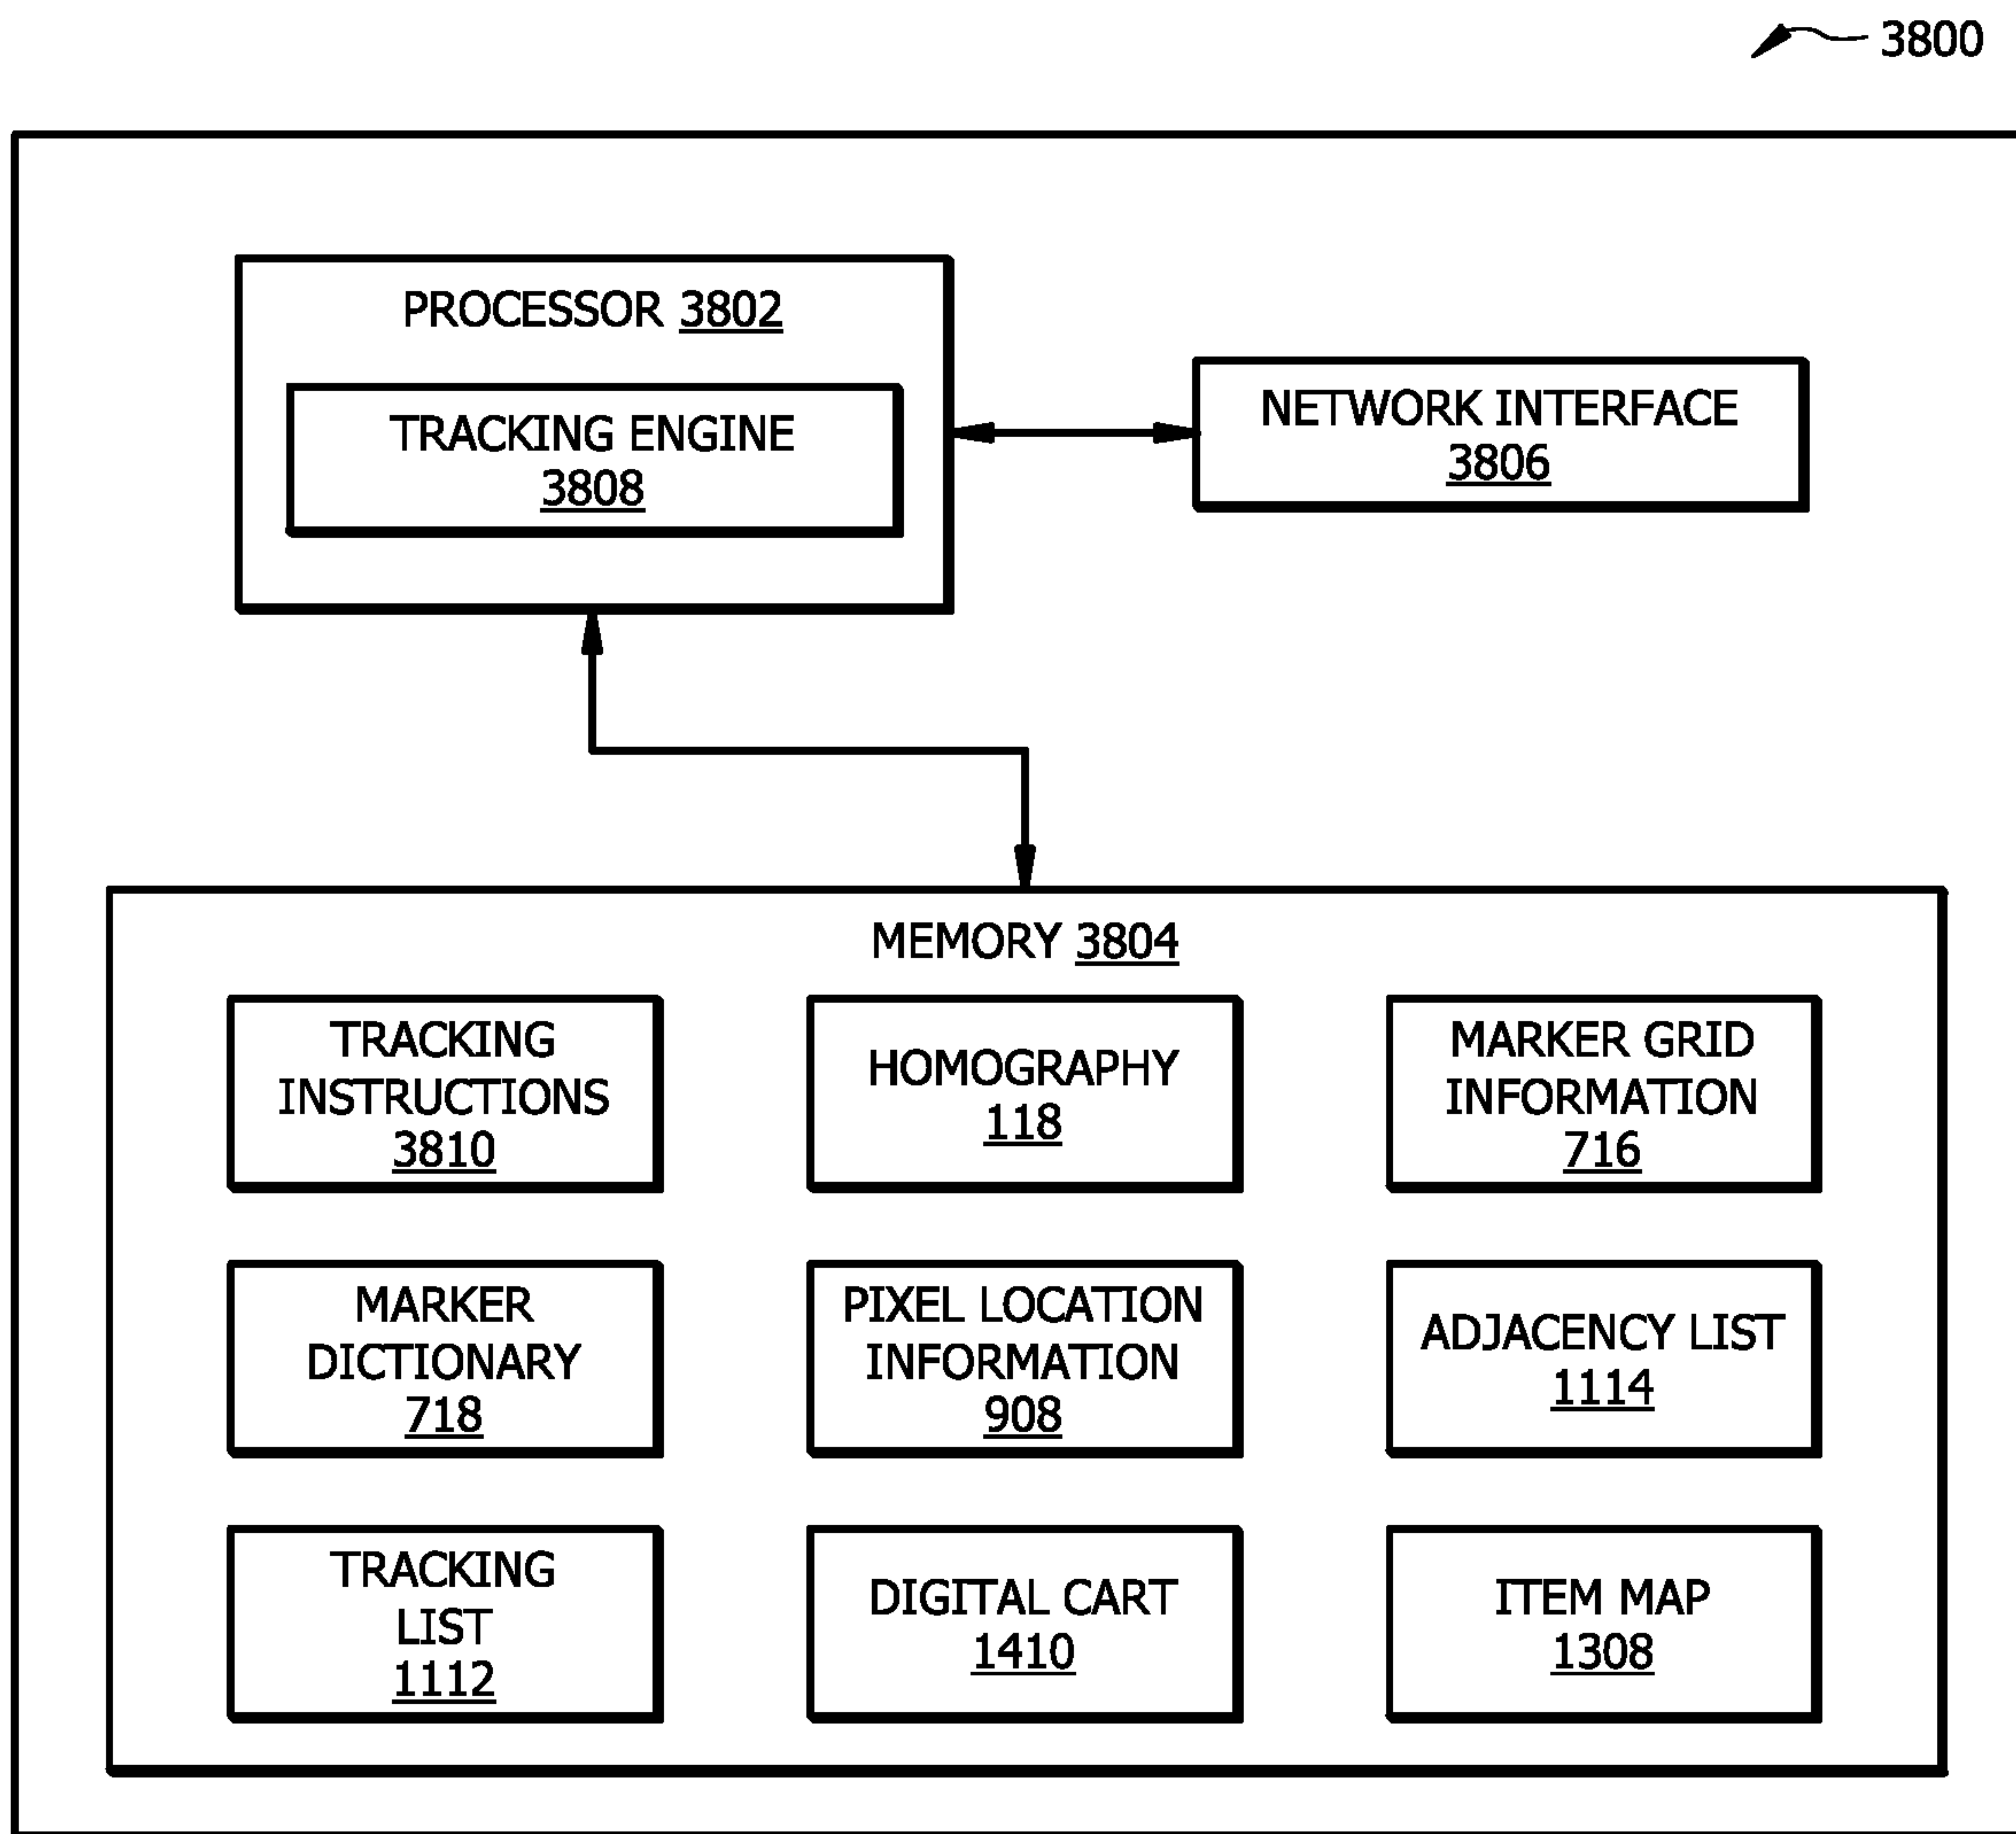 3800
PROCESSOR 3802
TRACKING ENGINE
3808
NETWORK INTERFACE
3806
MEMORY 3804
TRACKING
INSTRUCTIONS
3810
HOMOGRAPHY
118
MARKER GRID
INFORMATION
716
MARKER
DICTIONARY
718
PIXEL LOCATION
INFORMATION
908
ADJACENCY LIST
1114
TRACKING
LIST
1112
DIGITAL CART
1410
ITEM MAP
1308